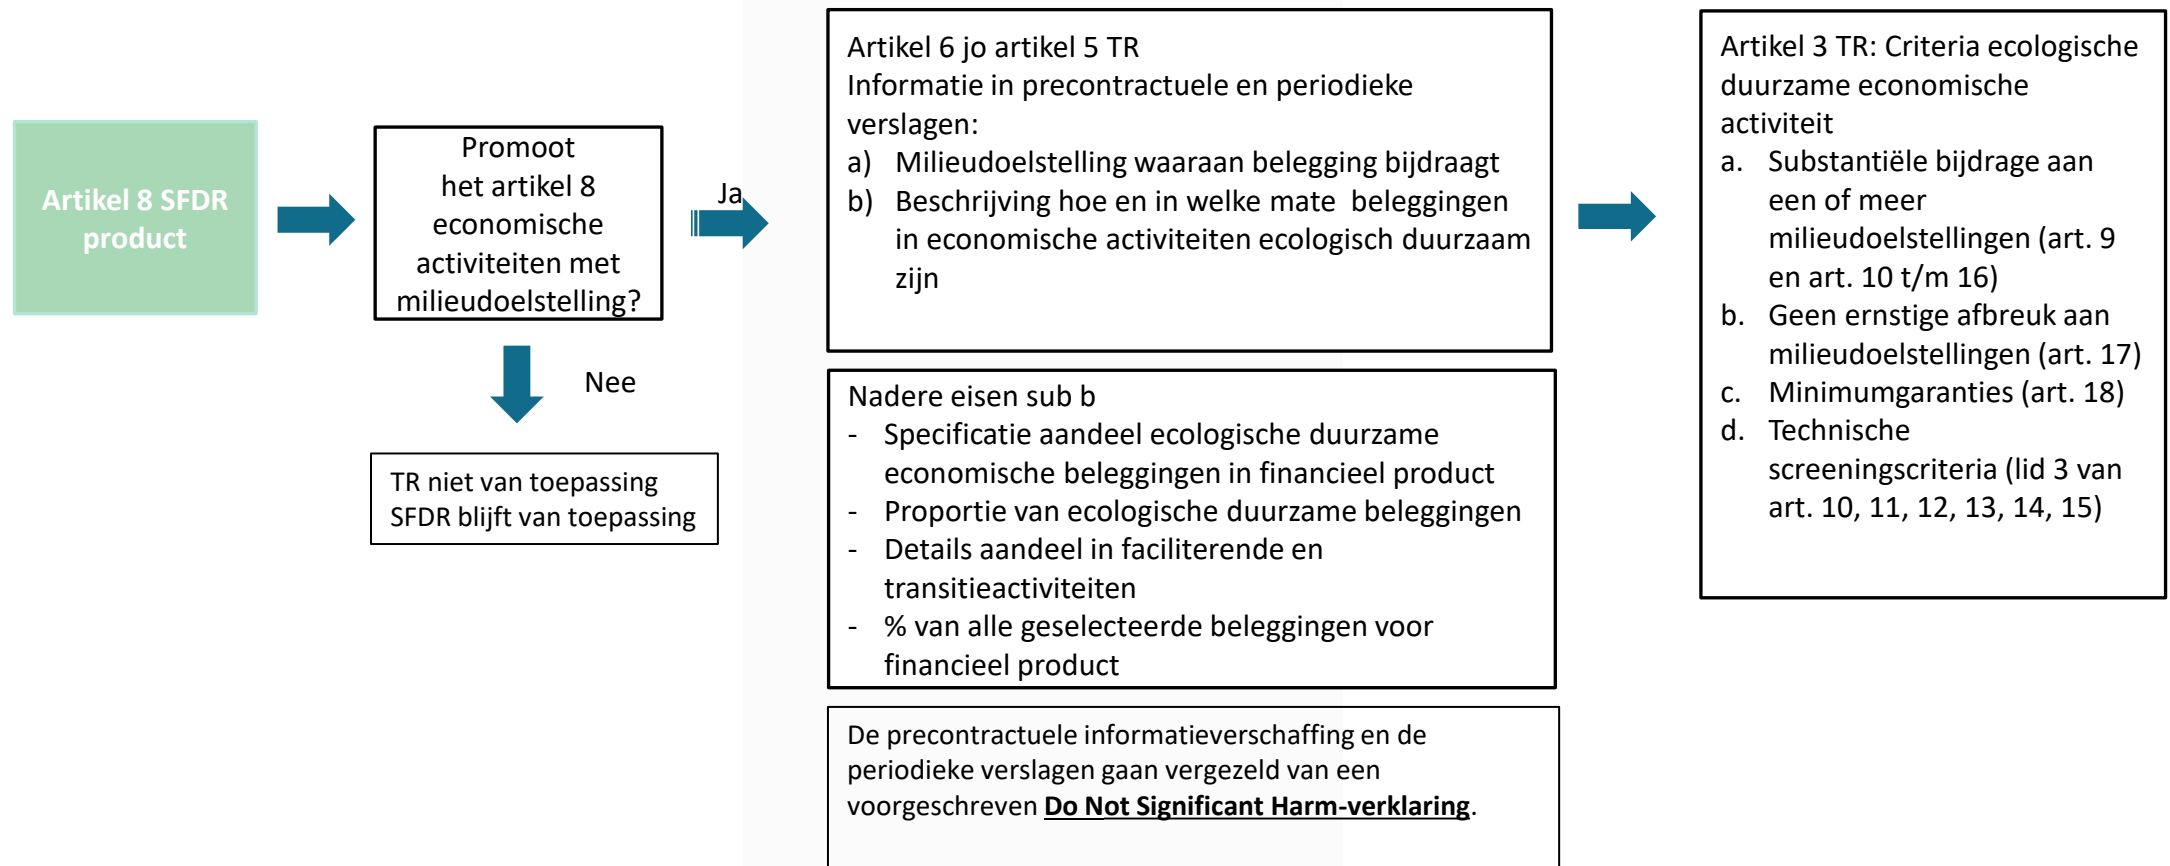 Artikel 8 SFDR
product
Promoot
het artikel 8
economische
activiteiten met
milieudoelstelling?
Ja
Nee
TR niet van toepassing
SFDR blijft van toepassing
Artikel 6 jo artikel 5 TR
Informatie in precontractuele en periodieke
verslagen:
a) Milieudoelstelling waaraan belegging bijdraagt
b) Beschrijving hoe en in welke mate beleggingen
in economische activiteiten ecologisch duurzaam
zijn
Nadere eisen sub b
- Specificatie aandeel ecologische duurzame
economische beleggingen in financieel product
- Proportie van ecologische duurzame beleggingen
- Details aandeel in faciliterende en
transitieactiviteiten
- % van alle geselecteerde beleggingen voor
financieel product
De precontractuele informatieverschaffing en de
periodieke verslagen gaan vergezeld van een
voorgeschreven Do Not Significant Harm-verklaring.
Artikel 3 TR: Criteria ecologische
duurzame economische
activiteit
a. Substantiële bijdrage aan
een of meer
milieudoelstellingen (art. 9
en art. 10 t/m 16)
b. Geen ernstige afbreuk aan
milieudoelstellingen (art. 17)
c. Minimumgaranties (art. 18)
d. Technische
screeningscriteria (lid 3 van
art. 10, 11, 12, 13, 14, 15)